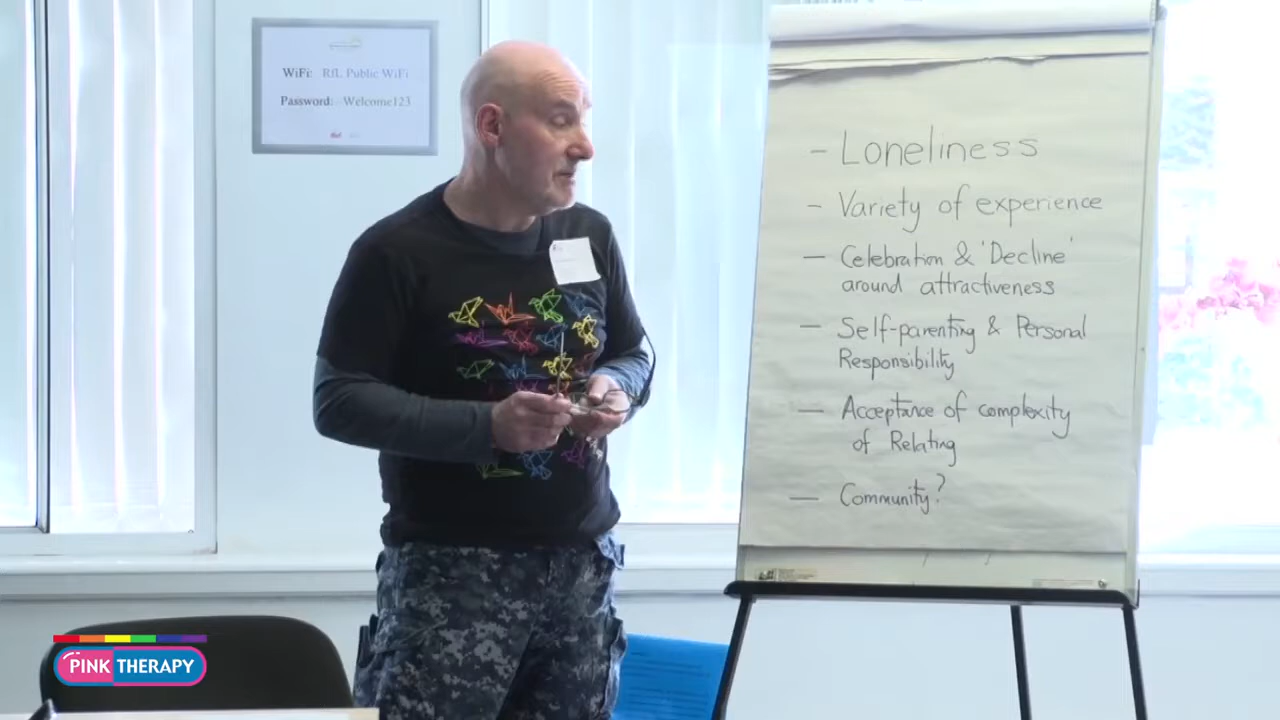 WiFi: RfL Public WiFi
Password: Welcome123
- Loneliness
- Variety of experience
- Celebration & 'Decline'
around attractiveness
- Self-parenting & Personal
Responsibility
- Acceptance of complexity
of Relating
- Community?
PINK THERAPY